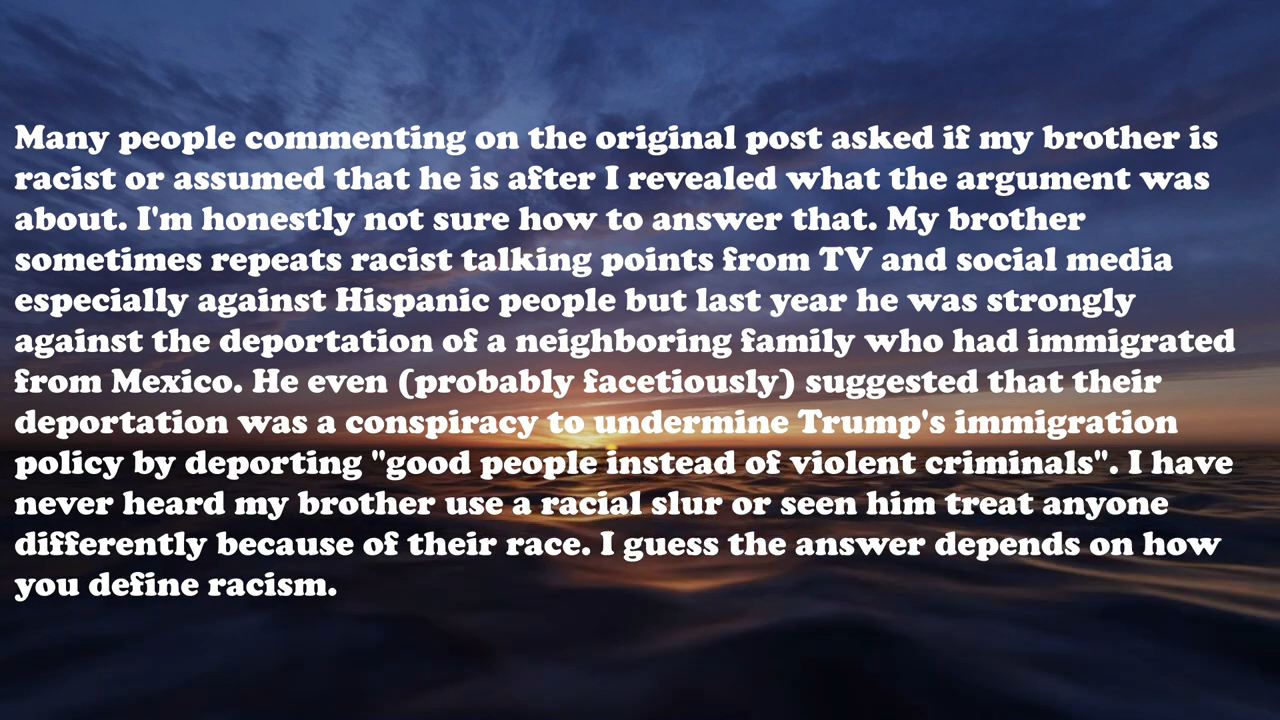 Many people commenting on the original post asked if my brother is
racist or assumed that he is after I revealed what the argument was
about. I'm honestly not sure how to answer that. My brother
sometimes repeats racist talking points from TV and social media
especially against Hispanic people but last year he was strongly
against the deportation of a neighboring family who had immigrated
from Mexico. He even (probably facetiously) suggested that their
deportation was a conspiracy to undermine Trump's immigration
policy by deporting "good people instead of violent criminals". I have
never heard my brother use a racial slur or seen him treat anyone
differently because of their race. I guess the answer depends on how
you define racism.